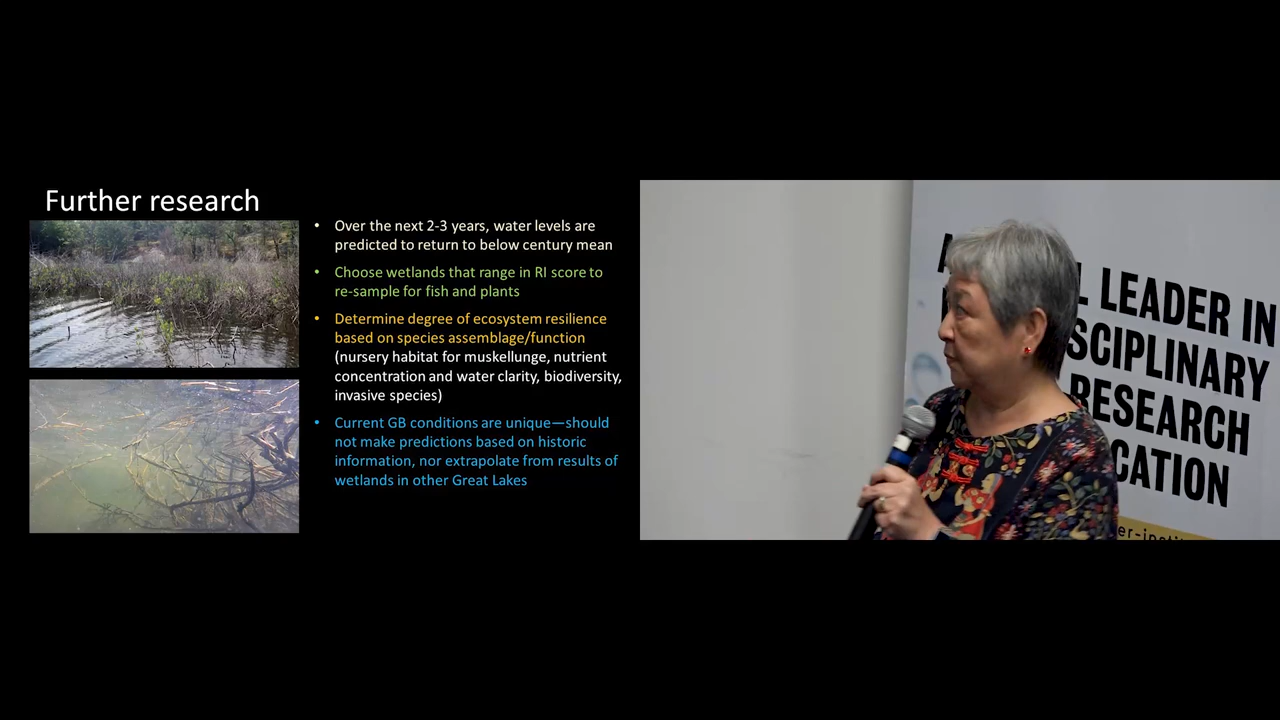 Further research
• Over the next 2-3 years, water levels are
predicted to return to below century mean
• Choose wetlands that range in RI score to
re-sample for fish and plants
• Determine degree of ecosystem resilience
based on species assemblage/function
(nursery habitat for muskellunge, nutrient
concentration and water clarity, biodiversity,
invasive species)
• Current GB conditions are unique—should
not make predictions based on historic
information, nor extrapolate from results of
wetlands in other Great Lakes
LEADER IN
RESEARCH